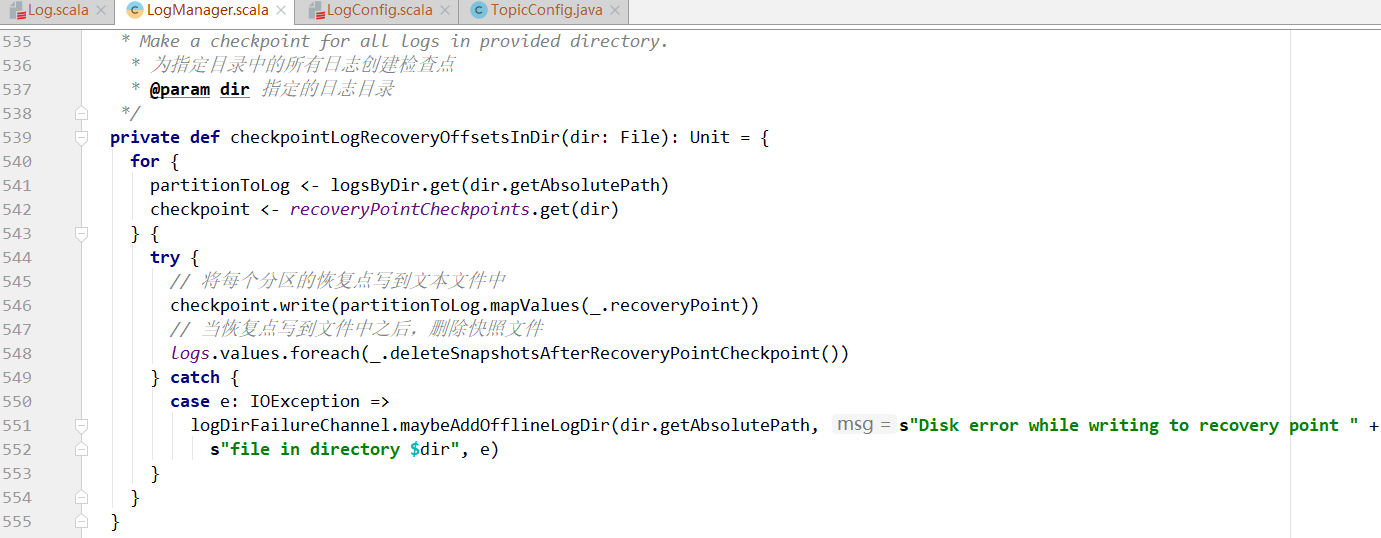 Log.scala LogManager.scala LogConfig.scala TopicConfig.java
535 * Make a checkpoint for all logs in provided directory.
536 * 为指定目录中的所有日志创建检查点
537 * @param dir 指定的日志目录
538 */
539 private def checkpointLogRecoveryOffsetsInDir(dir: File): Unit = {
540 for {
541 partitionToLog <- logsByDir.get(dir.getAbsolutePath)
542 checkpoint <- recoveryPointCheckpoints.get(dir)
543 } {
544 try {
545 // 将每个分区的恢复点写到文本文件中
546 checkpoint.write(partitionToLog.mapValues(_.recoveryPoint))
547 // 当恢复点写到文件中之后，删除快照文件
548 logs.values.foreach(_.deleteSnapshotsAfterRecoveryPointCheckpoint())
549 } catch {
550 case e: IOException =>
551 logDirFailureChannel.maybeAddOfflineLogDir(dir.getAbsolutePath, msg = s"Disk error while writing to recovery point " +
552 s"file in directory $dir", e)
553 }
554 }
555 }